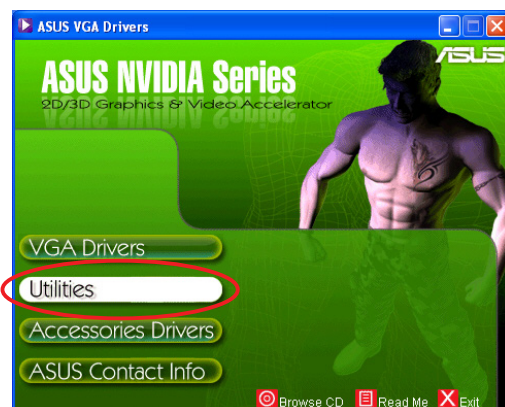 ASUS VGA Drivers
ASUS
ASUS NVIDIA Series
2D/3D Graphics & Video Accelerator
VGA Drivers
Utilities
Accessories Drivers
ASUS Contact Info
Browse CD Read Me Exit